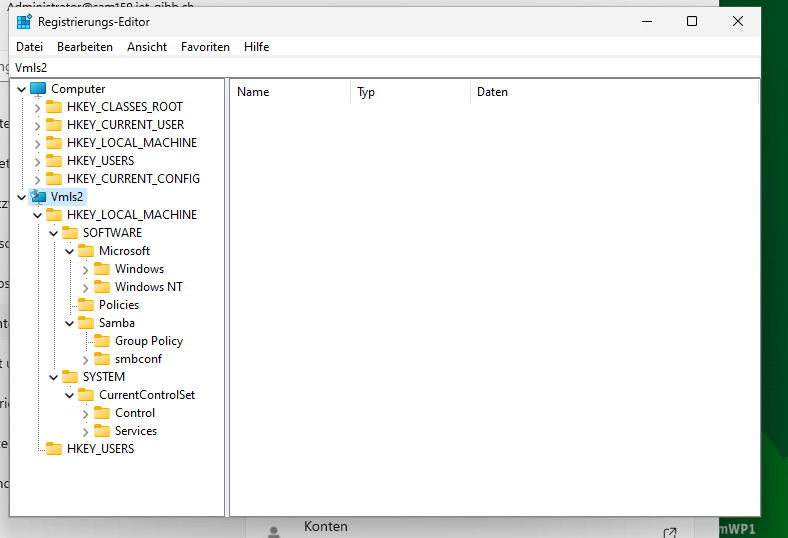 Administrator@sam159.iet-gibb.ch
Registrierungs-Editor
Datei Bearbeiten Ansicht Favoriten Hilfe
Vmls2
Computer
HKEY_CLASSES_ROOT
HKEY_CURRENT_USER
HKEY_LOCAL_MACHINE
HKEY_USERS
HKEY_CURRENT_CONFIG
Vmls2
HKEY_LOCAL_MACHINE
SOFTWARE
Microsoft
Windows
Windows NT
Policies
Samba
Group Policy
smbconf
SYSTEM
CurrentControlSet
Control
Services
HKEY_USERS
Name Typ Daten
Konten
mWP1